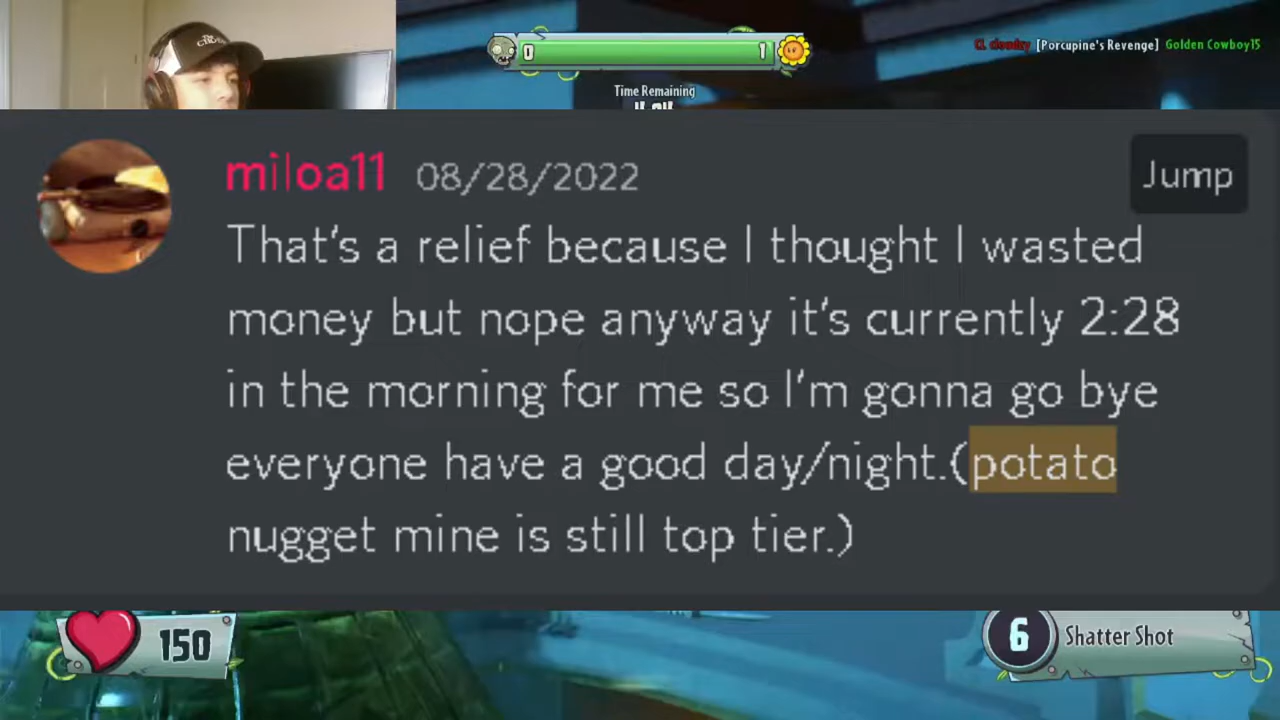 0 1
CL cloudzy [Porcupine's Revenge] Golden Cowboy15
Time Remaining
miloa11 08/28/2022
Jump
That's a relief because I thought I wasted
money but nope anyway it's currently 2:28
in the morning for me so I'm gonna go bye
everyone have a good day/night.(potato
nugget mine is still top tier.)
150
6 Shatter Shot